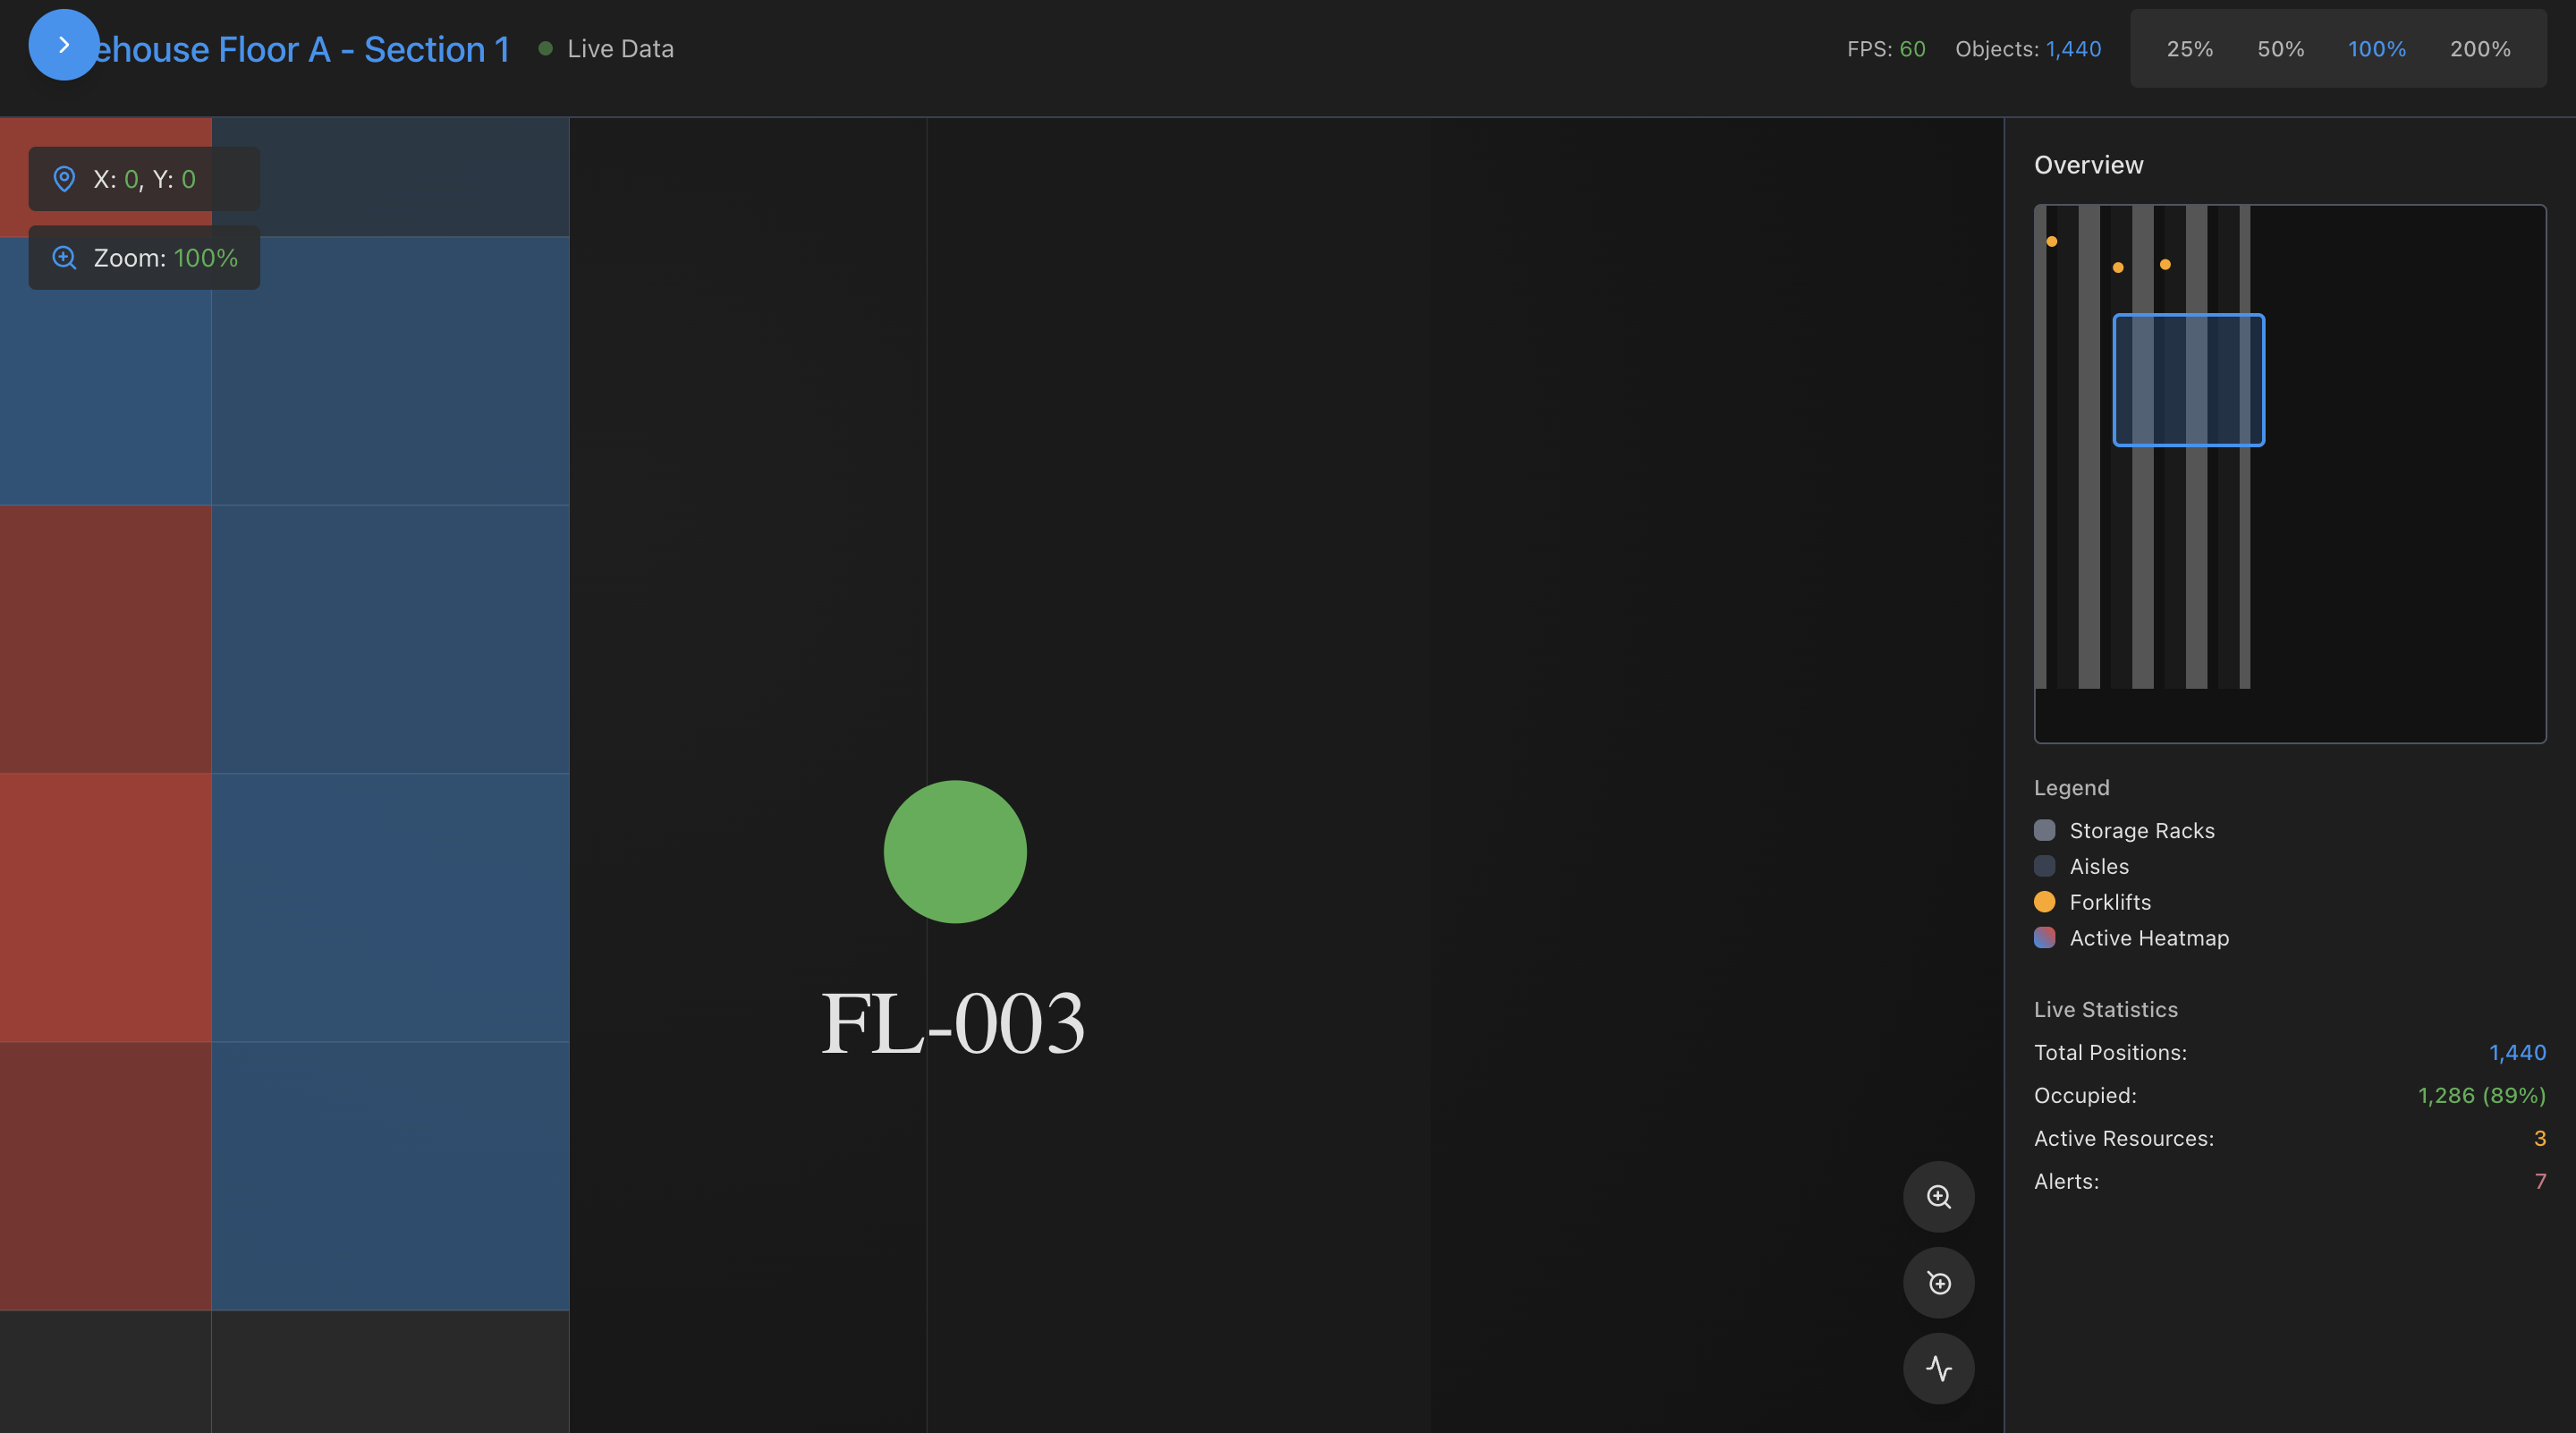 ehouse Floor A - Section 1
Live Data
FPS: 60
Objects: 1,440
25% 50% 100% 200%
X: 0, Y: 0
Zoom: 100%
FL-003
Overview
Legend
Storage Racks
Aisles
Forklifts
Active Heatmap
Live Statistics
Total Positions: 1,440
Occupied: 1,286 (89%)
Active Resources: 3
Alerts: 7